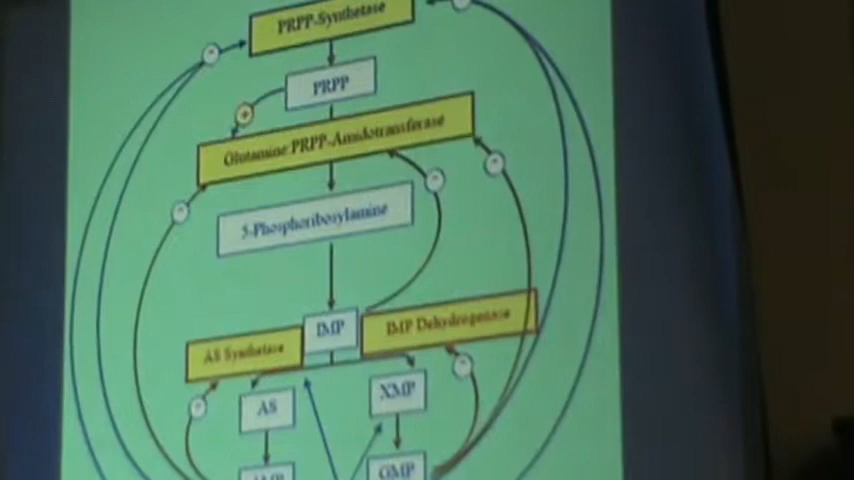 PRPP-Synthetase
PRPP
+
Glutamine:PRPP-Amidotransferase
5-Phosphoribosylamine
IMP
IMP Dehydrogenase
AS Synthetase
AS
XMP
GMP